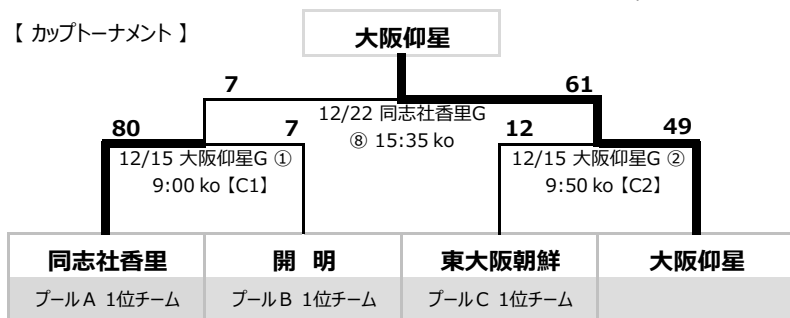 【 カップトーナメント 】
大阪仰星
7 61
12/22 同志社香里G
⑧ 15:35 ko
80 7 12 49
12/15 大阪仰星G ① 12/15 大阪仰星G ②
9:00 ko【C1】 9:50 ko【C2】
同志社香里 開 明 東大阪朝鮮 大阪仰星
プールA 1位チーム プールB 1位チーム プールC 1位チーム